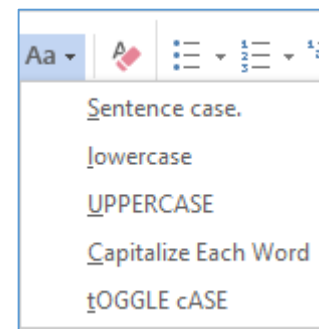 Aa
Sentence case.
lowercase
UPPERCASE
Capitalize Each Word
tOGGLE cASE